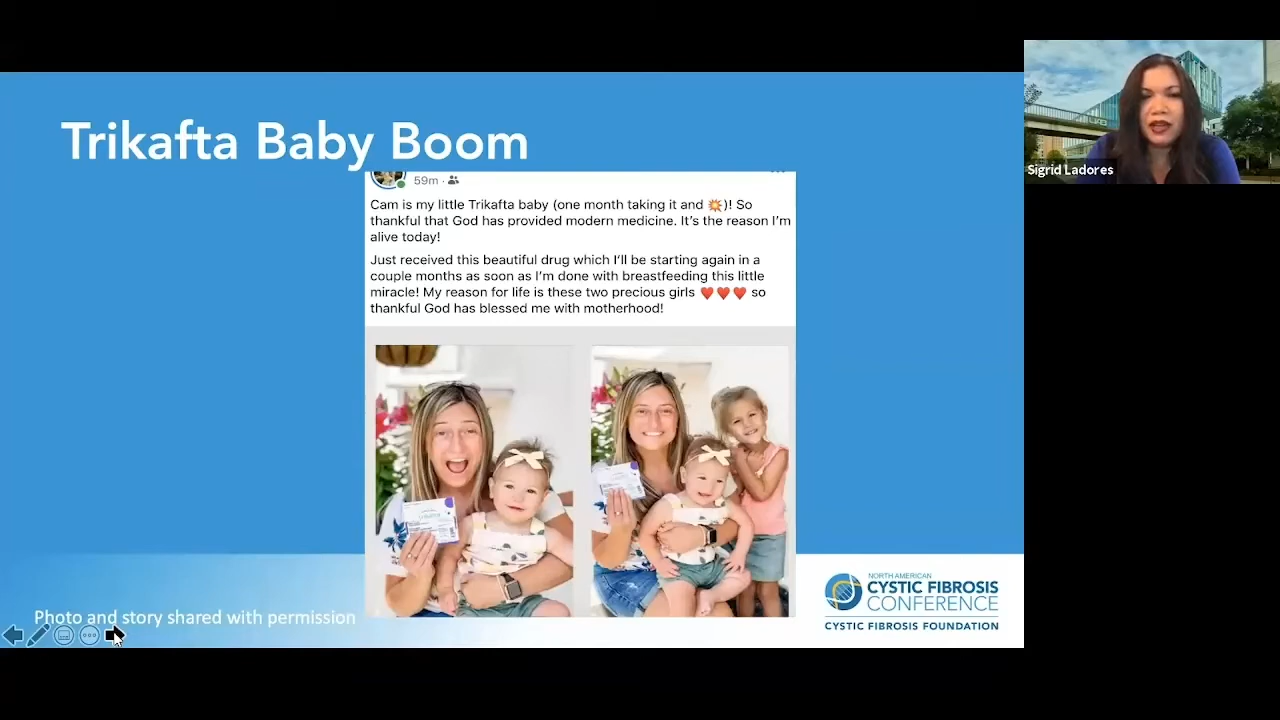 Trikafta Baby Boom
Sigrid Ladores
59m ·
Cam is my little Trikafta baby (one month taking it and 💥)! So
thankful that God has provided modern medicine. It's the reason I'm
alive today!
Just received this beautiful drug which I'll be starting again in a
couple months as soon as I'm done with breastfeeding this little
miracle! My reason for life is these two precious girls ❤️❤️❤️ so
thankful God has blessed me with motherhood!
Photo and story shared with permission
NORTH AMERICAN
CYSTIC FIBROSIS
CONFERENCE
CYSTIC FIBROSIS FOUNDATION